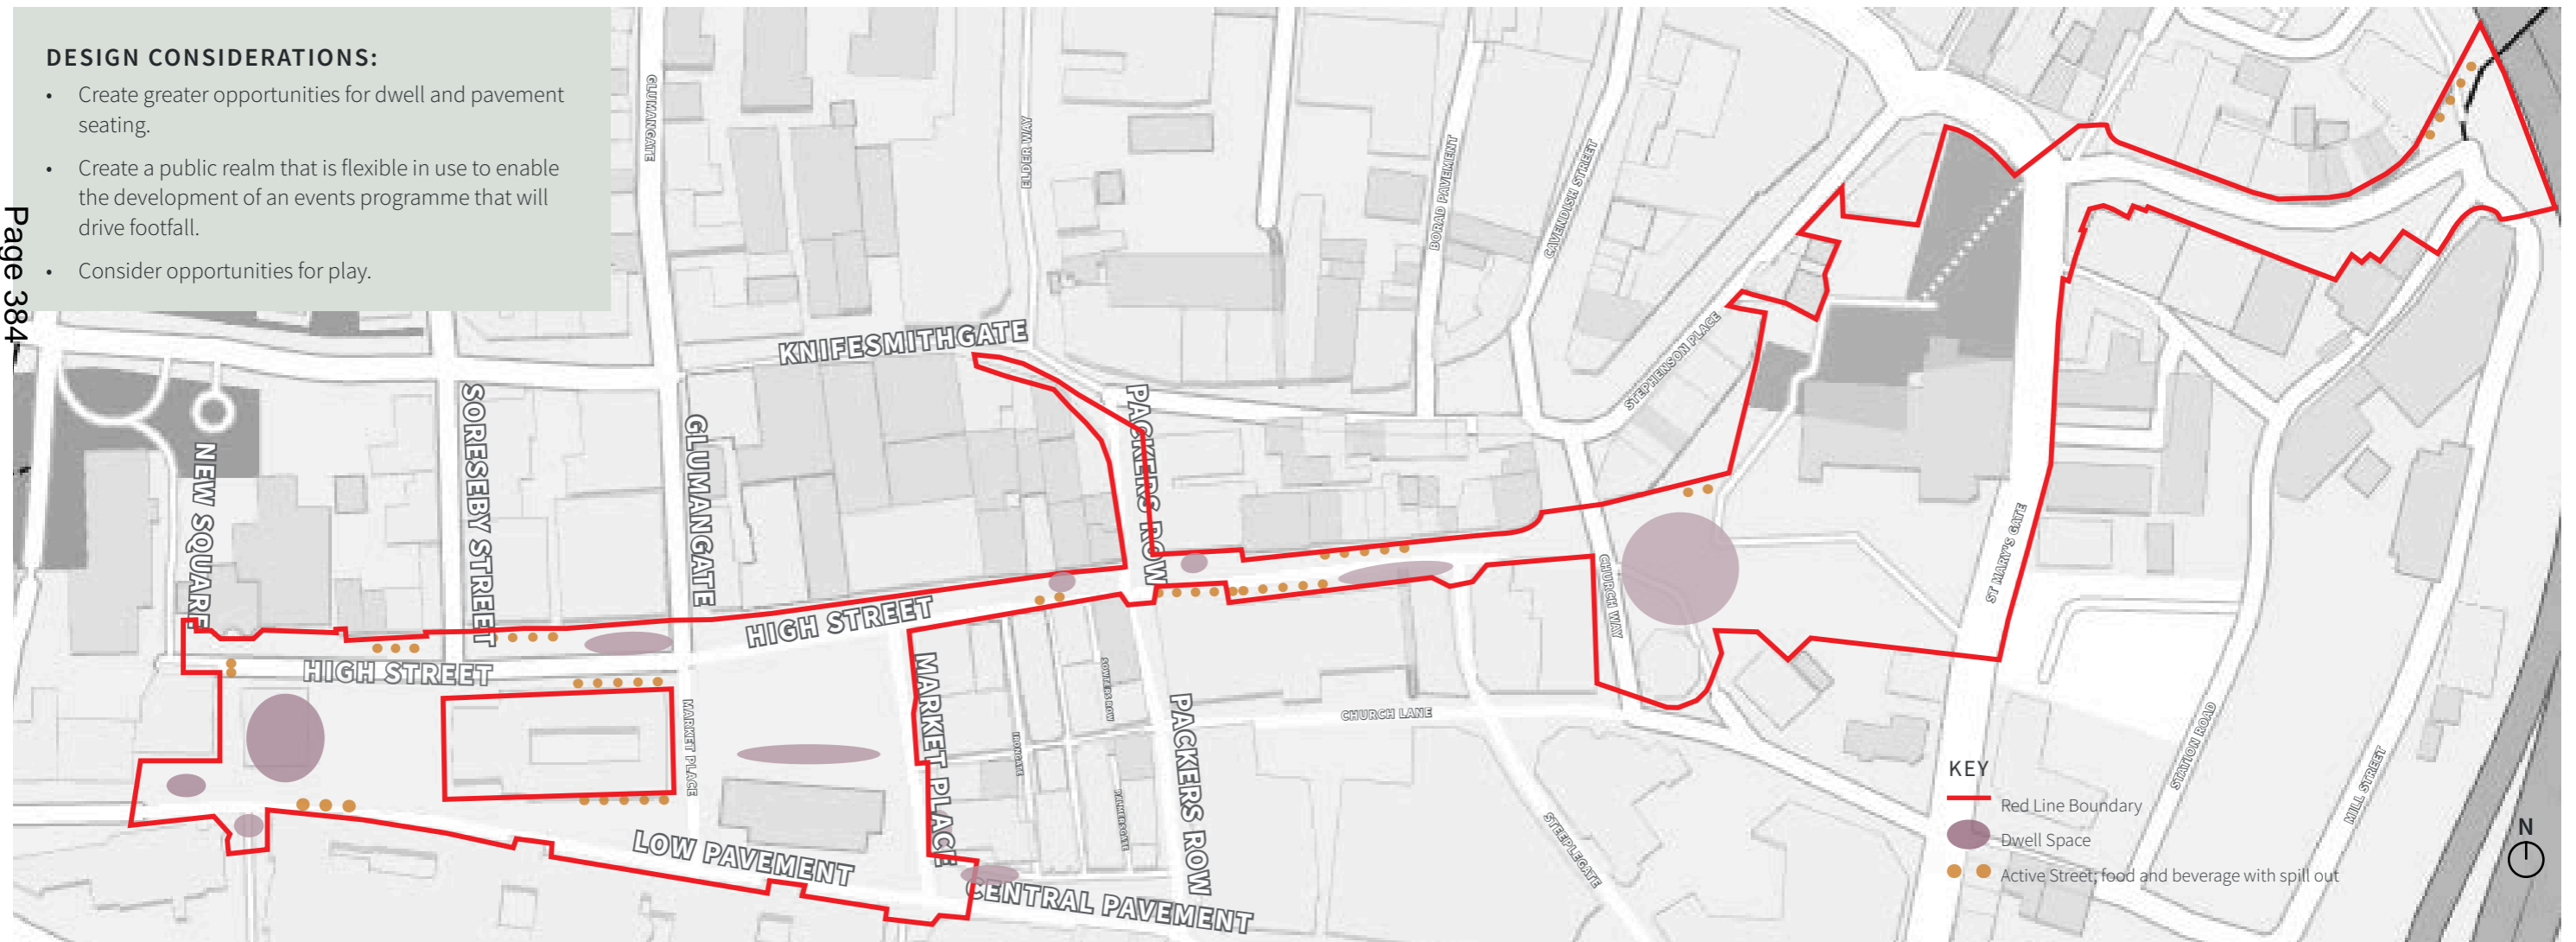 DESIGN CONSIDERATIONS:
• Create greater opportunities for dwell and pavement
seating.
• Create a public realm that is flexible in use to enable
the development of an events programme that will
drive footfall.
• Consider opportunities for play.
Page 384
GLUMANGATE
ELDER WAY
BORAD PAVEMENT
CAVENDISH STREET
KNIFESMITHGATE
STEPHENSON PLACE
NEW SQUARE
SORESEBY STREET
GLUMANGATE
PACKERS ROW
HIGH STREET
HIGH STREET
MARKET PLACE
MARKET PLACE
SOWTERS ROW
IRONGATE
PALMERSGATE
PACKERS ROW
CHURCH LANE
CHURCH WAY
ST MARY'S GATE
STEEPLEGATE
STATION ROAD
MILL STREET
LOW PAVEMENT
CENTRAL PAVEMENT
KEY
Red Line Boundary
Dwell Space
Active Street; food and beverage with spill out
N